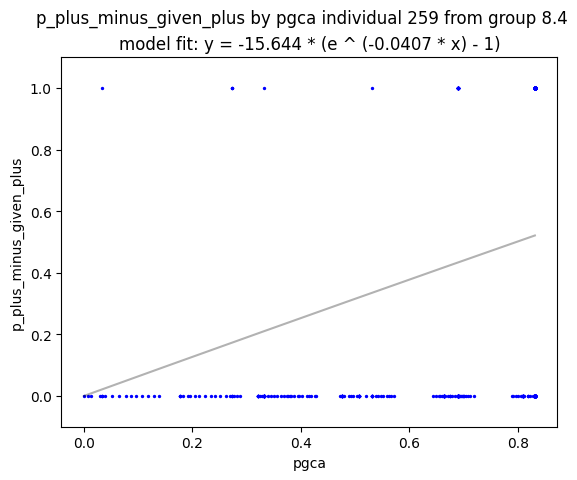 p_plus_minus_given_plus by pgca individual 259 from group 8.4
model fit: y = -15.644 * (e ^ (-0.0407 * x) - 1)
1.0
0.8
0.6
0.4
0.2
0.0
p_plus_minus_given_plus
0.0 0.2 0.4 0.6 0.8
pgca